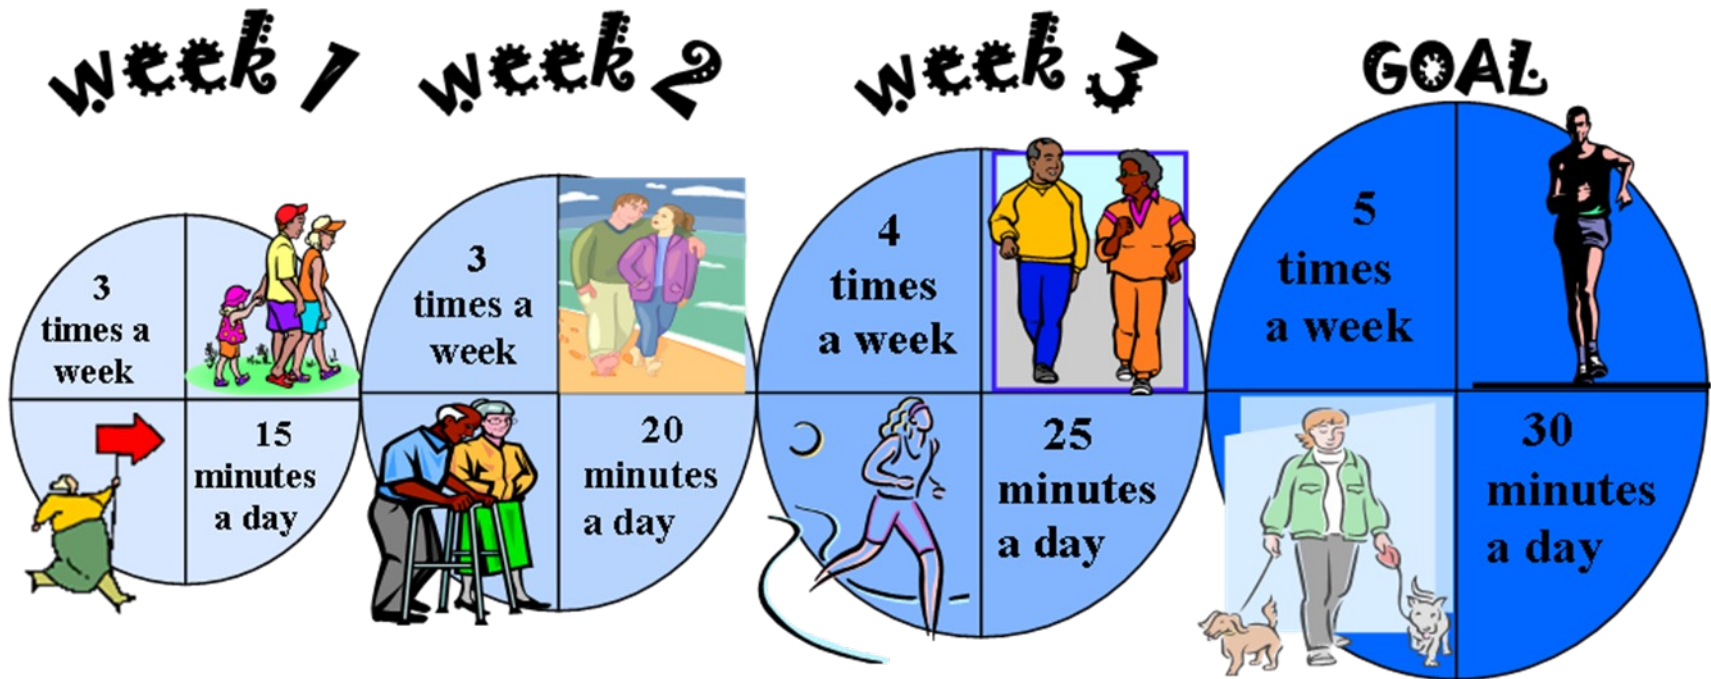 week 1
3
times a
week
15
minutes
a day
week 2
3
times a
week
20
minutes
a day
week 3
4
times
a week
25
minutes
a day
GOAL
5
times
a week
30
minutes
a day